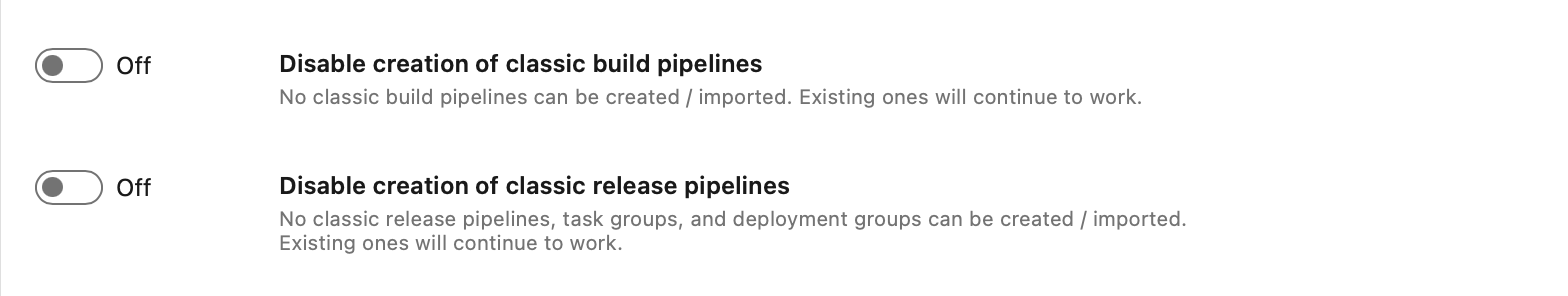 Off
Disable creation of classic build pipelines
No classic build pipelines can be created / imported. Existing ones will continue to work.
Off
Disable creation of classic release pipelines
No classic release pipelines, task groups, and deployment groups can be created / imported.
Existing ones will continue to work.